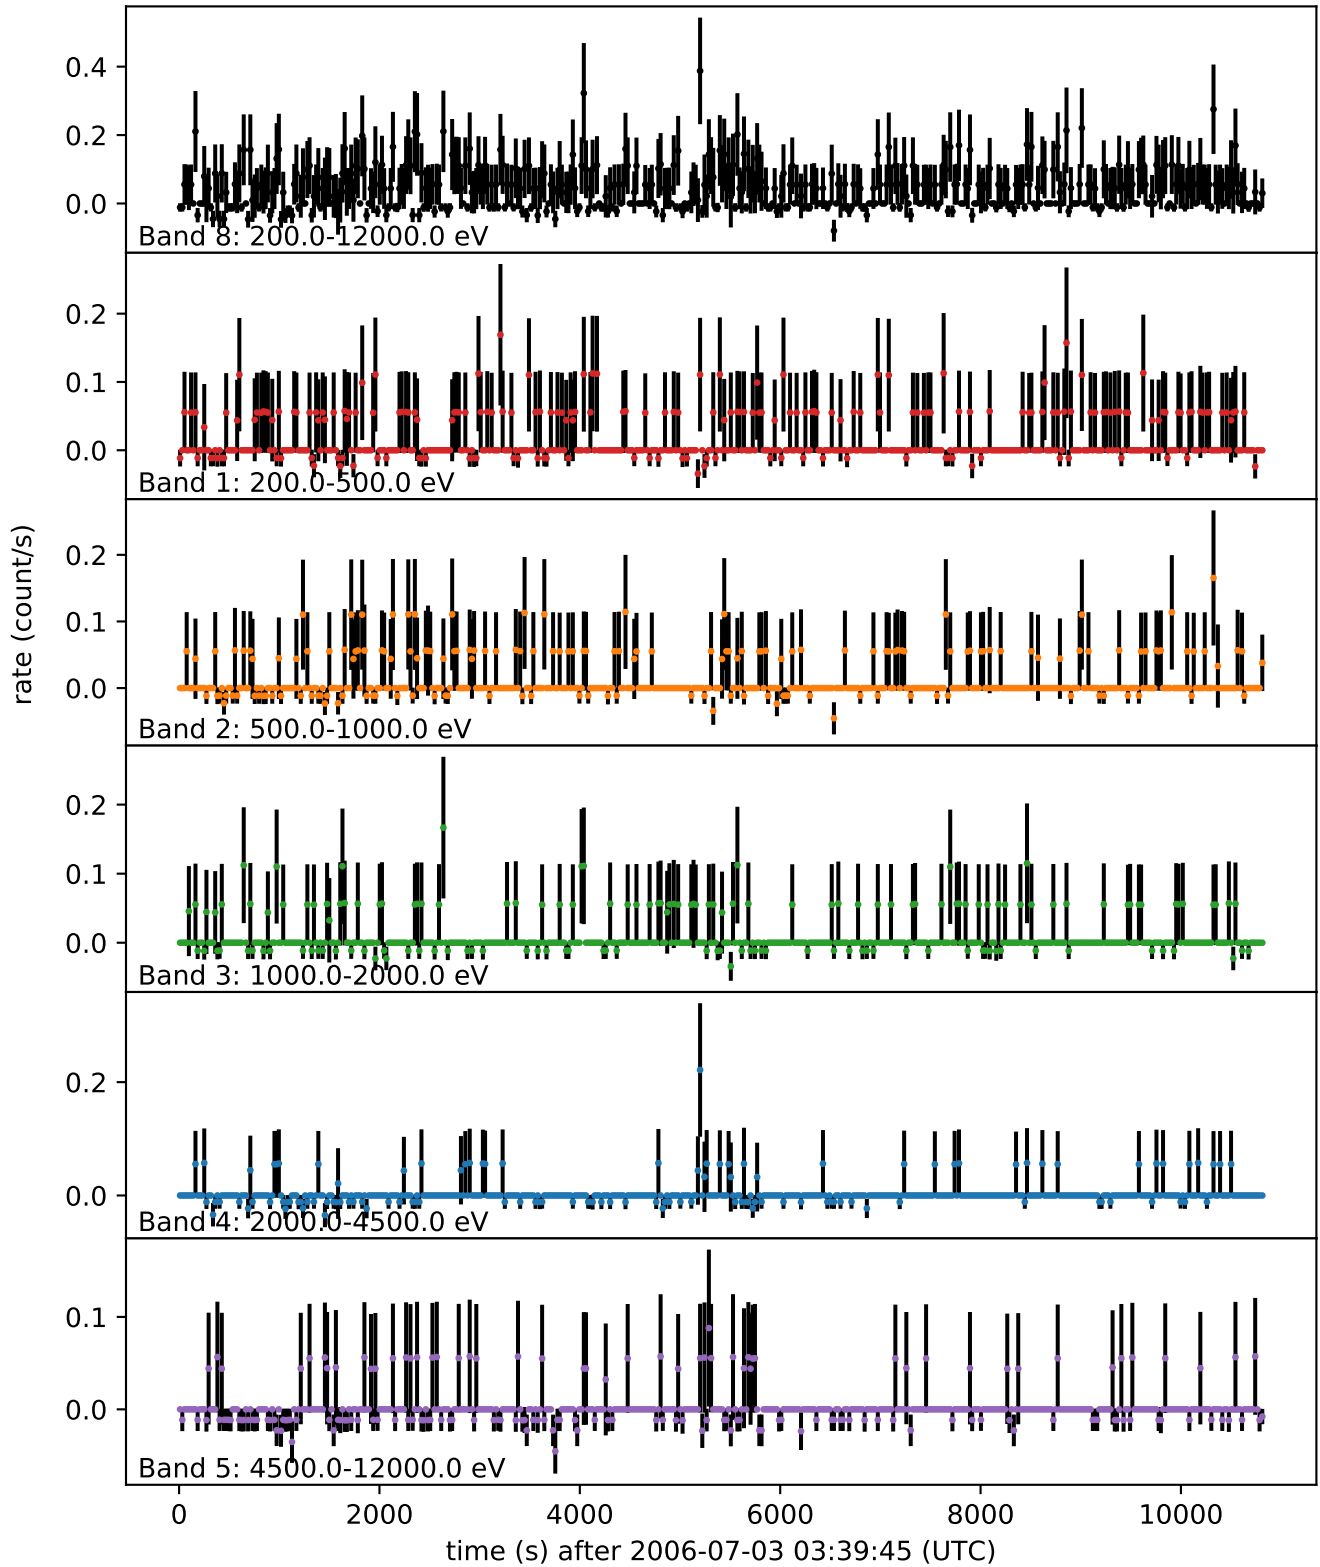 0.4
0.2
0.0
Band 8: 200.0-12000.0 eV
0.2
0.1
0.0
Band 1: 200.0-500.0 eV
rate (count/s)
0.2
0.1
0.0
Band 2: 500.0-1000.0 eV
0.2
0.1
0.0
Band 3: 1000.0-2000.0 eV
0.2
0.0
Band 4: 2000.0-4500.0 eV
0.1
0.0
Band 5: 4500.0-12000.0 eV
0 2000 4000 6000 8000 10000
time (s) after 2006-07-03 03:39:45 (UTC)